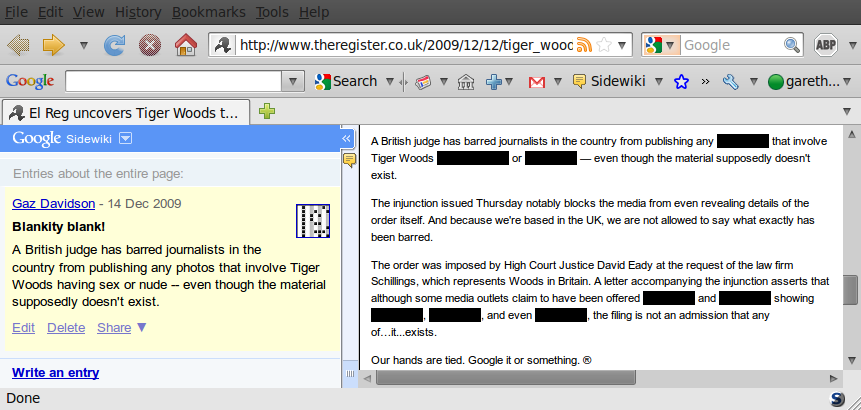 File Edit View History Bookmarks Tools Help
http://www.theregister.co.uk/2009/12/12/tiger_wood
Google
ABP
Google
Search
Sidewiki
»
gareth...
El Reg uncovers Tiger Woods t...
Google Sidewiki
«
Entries about the entire page:
Gaz Davidson - 14 Dec 2009
Blankity blank!
A British judge has barred journalists in the
country from publishing any photos that involve Tiger
Woods having sex or nude -- even though the material
supposedly doesn't exist.
Edit Delete Share
Write an entry
A British judge has barred journalists in the country from publishing any that involve
Tiger Woods or — even though the material supposedly doesn't
exist.
The injunction issued Thursday notably blocks the media from even revealing details of the
order itself. And because we're based in the UK, we are not allowed to say what exactly has
been barred.
The order was imposed by High Court Justice David Eady at the request of the law firm
Schillings, which represents Woods in Britain. A letter accompanying the injunction asserts that
although some media outlets claim to have been offered and showing
, , and even , the filing is not an admission that any
of…it...exists.
Our hands are tied. Google it or something. ®
Done
S